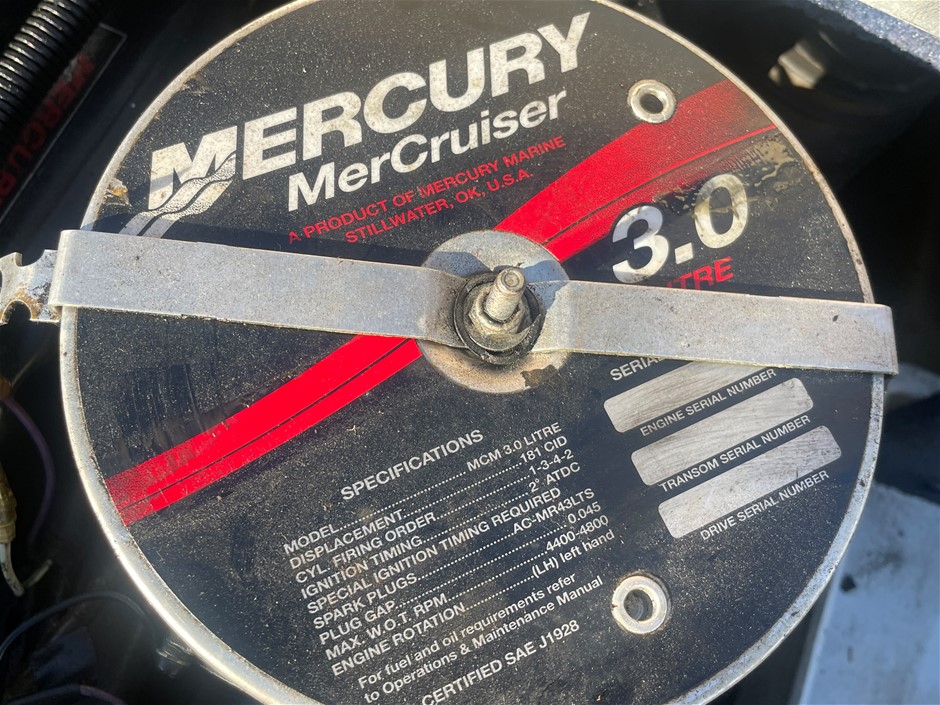 MERCURY
MerCruiser
A PRODUCT OF MERCURY MARINE
STILLWATER, OK, U.S.A.
3.0
SPECIFICATIONS
MODEL MCM 3.0 LITRE
DISPLACEMENT 181 CID
CYL. FIRING ORDER 1-3-4-2
IGNITION TIMING 2° ATDC
SPECIAL IGNITION TIMING REQUIRED
SPARK PLUGS AC-MR43LTS
PLUG GAP 0.045
MAX. W.O.T. RPM. 4400-4800
ENGINE ROTATION (LH) left hand
For fuel and oil requirements refer
to Operations & Maintenance Manual
CERTIFIED SAE J1928
ENGINE SERIAL NUMBER
TRANSOM SERIAL NUMBER
DRIVE SERIAL NUMBER